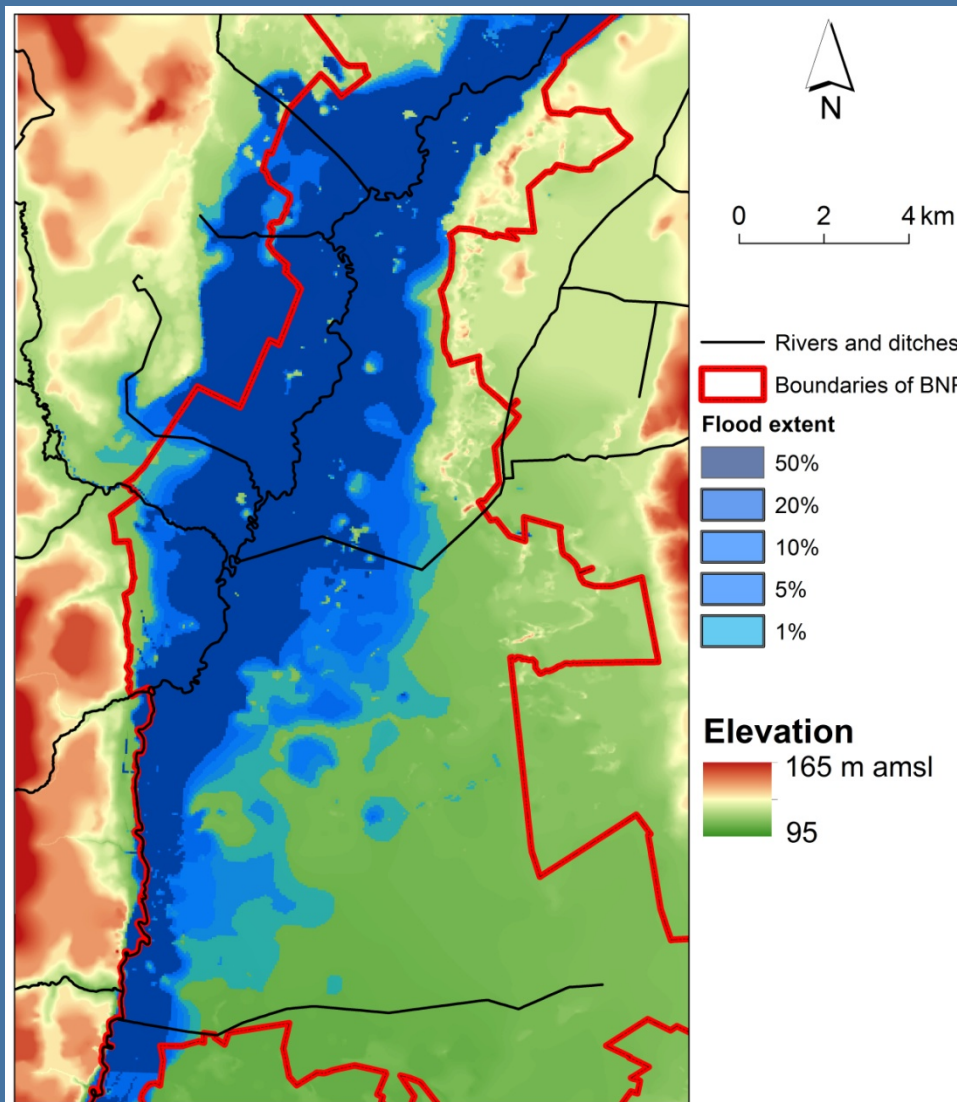 N
0 2 4 km
Rivers and ditches
Boundaries of BNP
Flood extent
50%
20%
10%
5%
1%
Elevation
165 m amsl
95